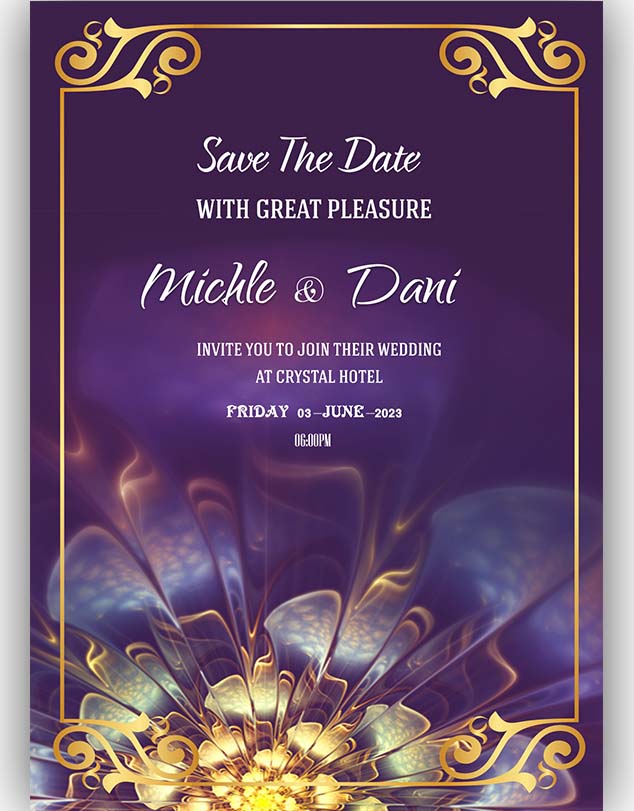 Save The Date
WITH GREAT PLEASURE
Michle & Dani
INVITE YOU TO JOIN THEIR WEDDING
AT CRYSTAL HOTEL
FRIDAY 03-JUNE-2023
06:00PM